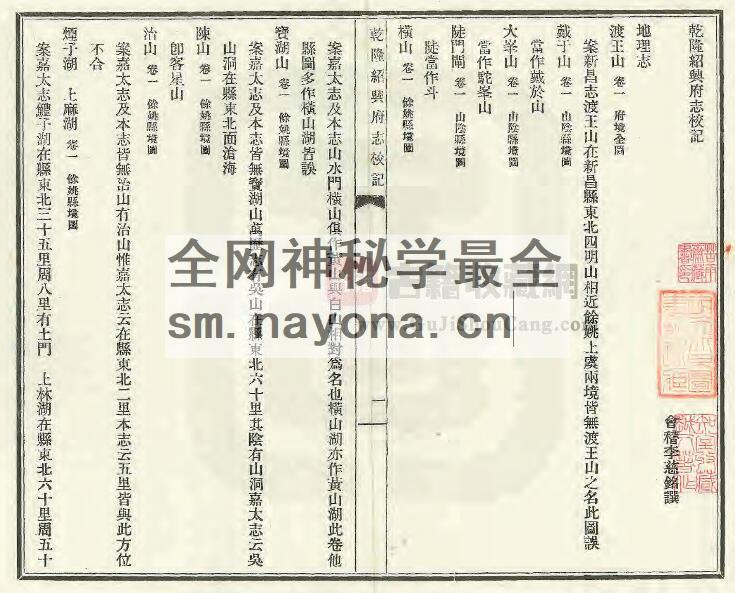 乾隆紹興府志校記
會稽李慈銘譔
地理志
渡王山 卷一 府境全圖
案新昌志渡王山在新昌縣東北四明山相近餘姚上虞兩境皆無渡王山之名此圖誤
戴于山 卷一 山陰縣境圖
當作戴於山
大峯山 卷一 山陰縣境圖
當作駝峯山
陡門閘 卷一 山陰縣境圖
陡當作斗
橫山 卷一 餘姚縣境圖
乾隆紹興府志校記
一
案嘉太志及本志山水門橫山俱作黃山與白山相對爲名也橫山湖亦作黃山湖此卷他
縣圖多作橫山湖皆誤
寶湖山 卷一 餘姚縣境圖
案嘉太志及本志皆無寶湖山萬歷志有吳山在縣東北六十里其陰有山洞嘉太志云吳
山洞在縣東北面滄海
陳山 卷一 餘姚縣境圖
卽客星山
治山 卷一 餘姚縣境圖
案嘉太志及本志皆無治山有治山惟嘉太志云在縣東北二里本志云五里皆與此方位
不合
煙子湖 上麻湖 卷一 餘姚縣境圖
案嘉太志鱧子湖在縣東北三十五里周八里有土門 上林湖在縣東北六十里周五十
全网神秘学最全
sm.nayona.cn
古籍收藏網
www.GuJiShouCang.com